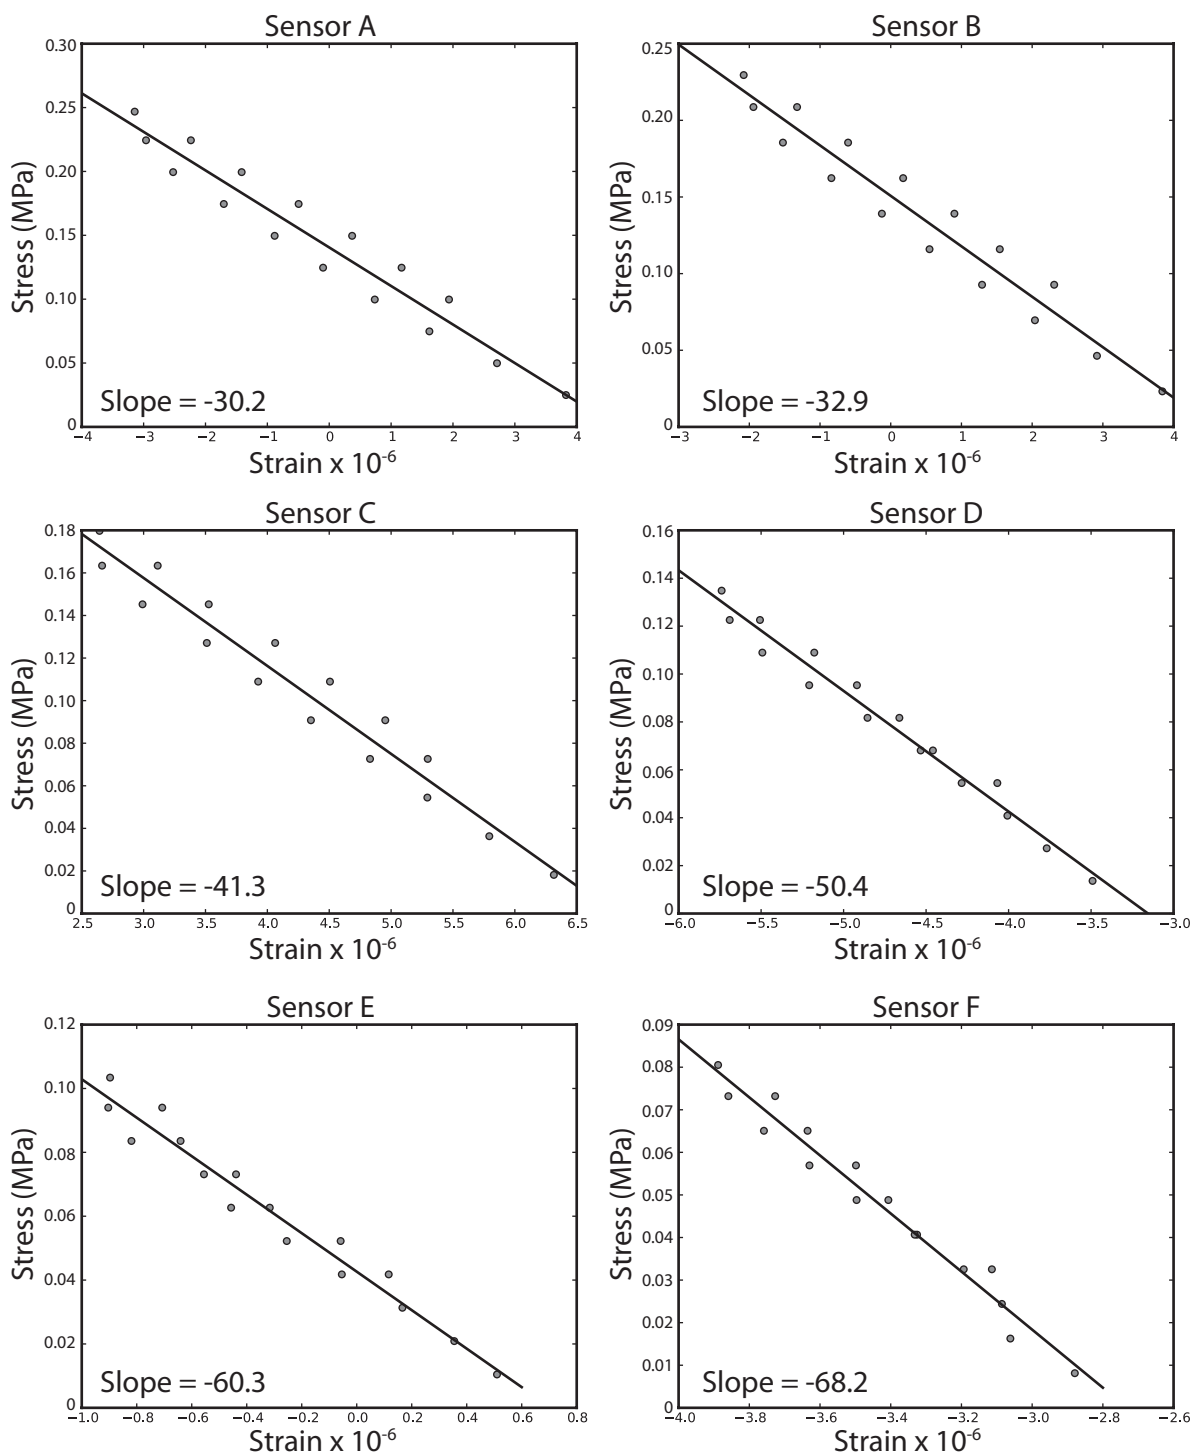 Sensor A
Stress (MPa)
0.30
0.25
0.20
0.15
0.10
0.05
0
Slope = -30.2
−4 −3 −2 −1 0 1 2 3 4
Strain x 10-6
Sensor B
Stress (MPa)
0.25
0.20
0.15
0.10
0.05
0
Slope = -32.9
−3 −2 −1 0 1 2 3 4
Strain x 10-6
Sensor C
Stress (MPa)
0.18
0.16
0.14
0.12
0.10
0.08
0.06
0.04
0.02
0
Slope = -41.3
2.5 3.0 3.5 4.0 4.5 5.0 5.5 6.0 6.5
Strain x 10-6
Sensor D
Stress (MPa)
0.16
0.14
0.12
0.10
0.08
0.06
0.04
0.02
0
Slope = -50.4
−6.0 −5.5 −5.0 −4.5 −4.0 −3.5 −3.0
Strain x 10-6
Sensor E
Stress (MPa)
0.12
0.10
0.08
0.06
0.04
0.02
0
Slope = -60.3
−1.0 −0.8 −0.6 −0.4 −0.2 0.0 0.2 0.4 0.6 0.8
Strain x 10-6
Sensor F
Stress (MPa)
0.09
0.08
0.07
0.06
0.05
0.04
0.03
0.02
0.01
0
Slope = -68.2
−4.0 −3.8 −3.6 −3.4 −3.2 −3.0 −2.8 −2.6
Strain x 10-6